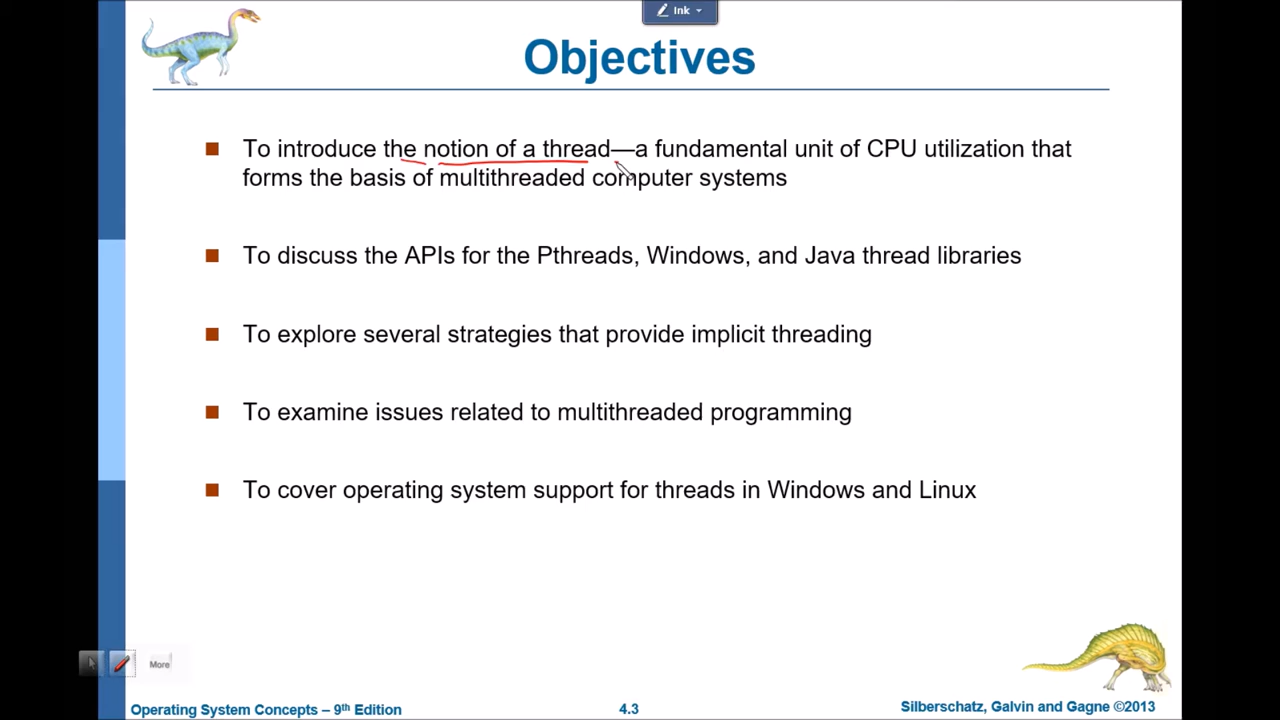 Ink
Objectives
To introduce the notion of a thread—a fundamental unit of CPU utilization that
forms the basis of multithreaded computer systems
To discuss the APIs for the Pthreads, Windows, and Java thread libraries
To explore several strategies that provide implicit threading
To examine issues related to multithreaded programming
To cover operating system support for threads in Windows and Linux
More
Operating System Concepts – 9th Edition
4.3
Silberschatz, Galvin and Gagne ©2013